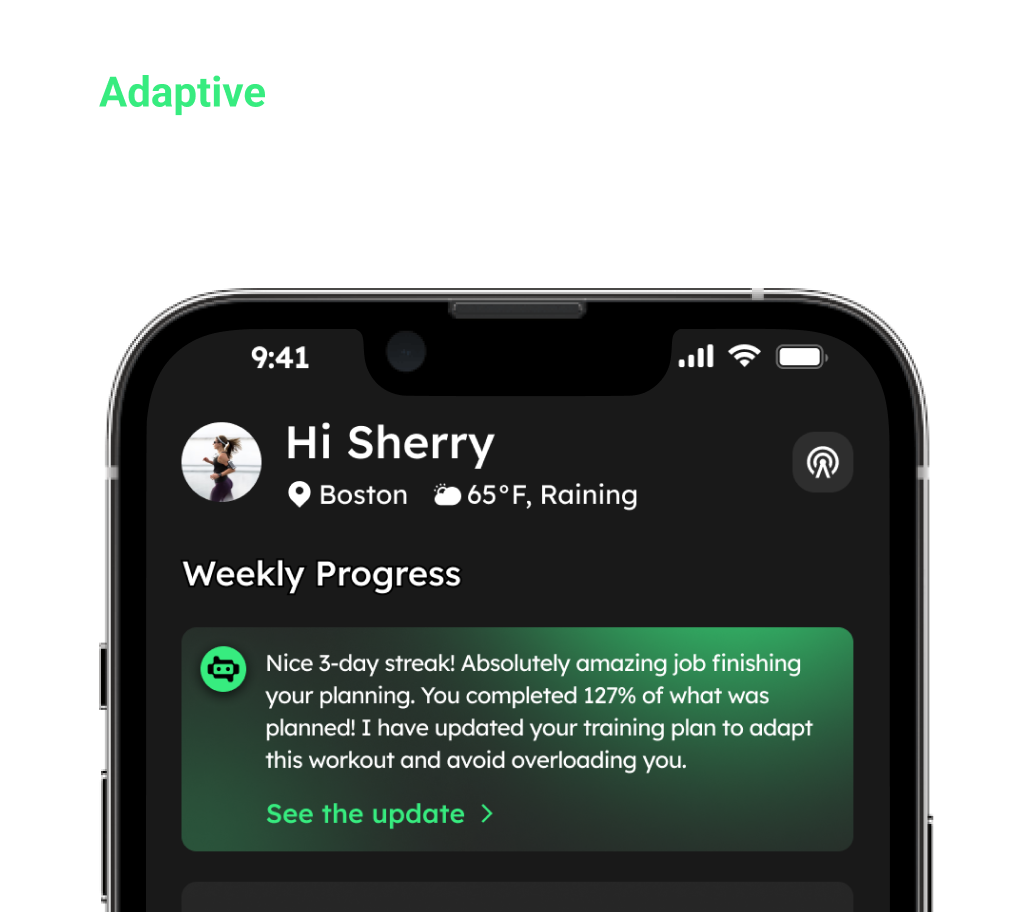 Adaptive
9:41
Hi Sherry
Boston 65°F, Raining
Weekly Progress
Nice 3-day streak! Absolutely amazing job finishing
your planning. You completed 127% of what was
planned! I have updated your training plan to adapt
this workout and avoid overloading you.
See the update